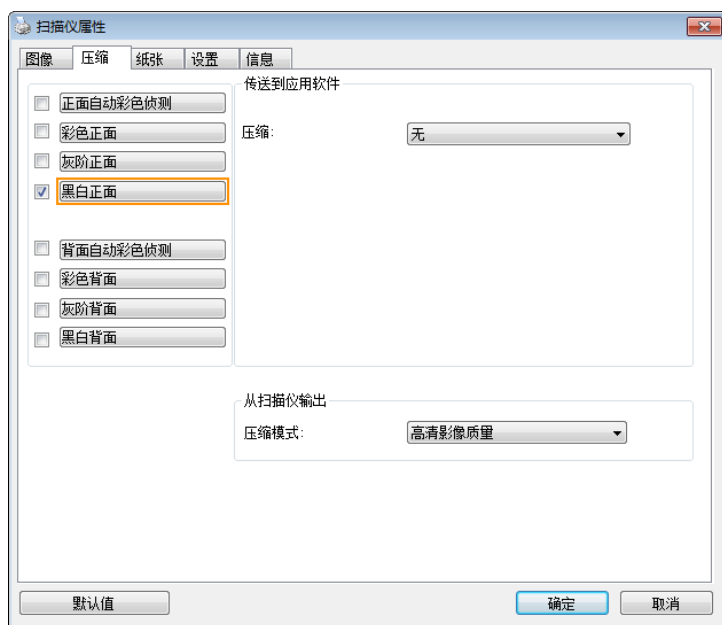 扫描仪属性
图像 压缩 纸张 设置 信息
正面自动彩色侦测
彩色正面
灰阶正面
黑白正面
背面自动彩色侦测
彩色背面
灰阶背面
黑白背面
传送到应用软件
压缩: 无
从扫描仪输出
压缩模式: 高清影像质量
默认值 确定 取消